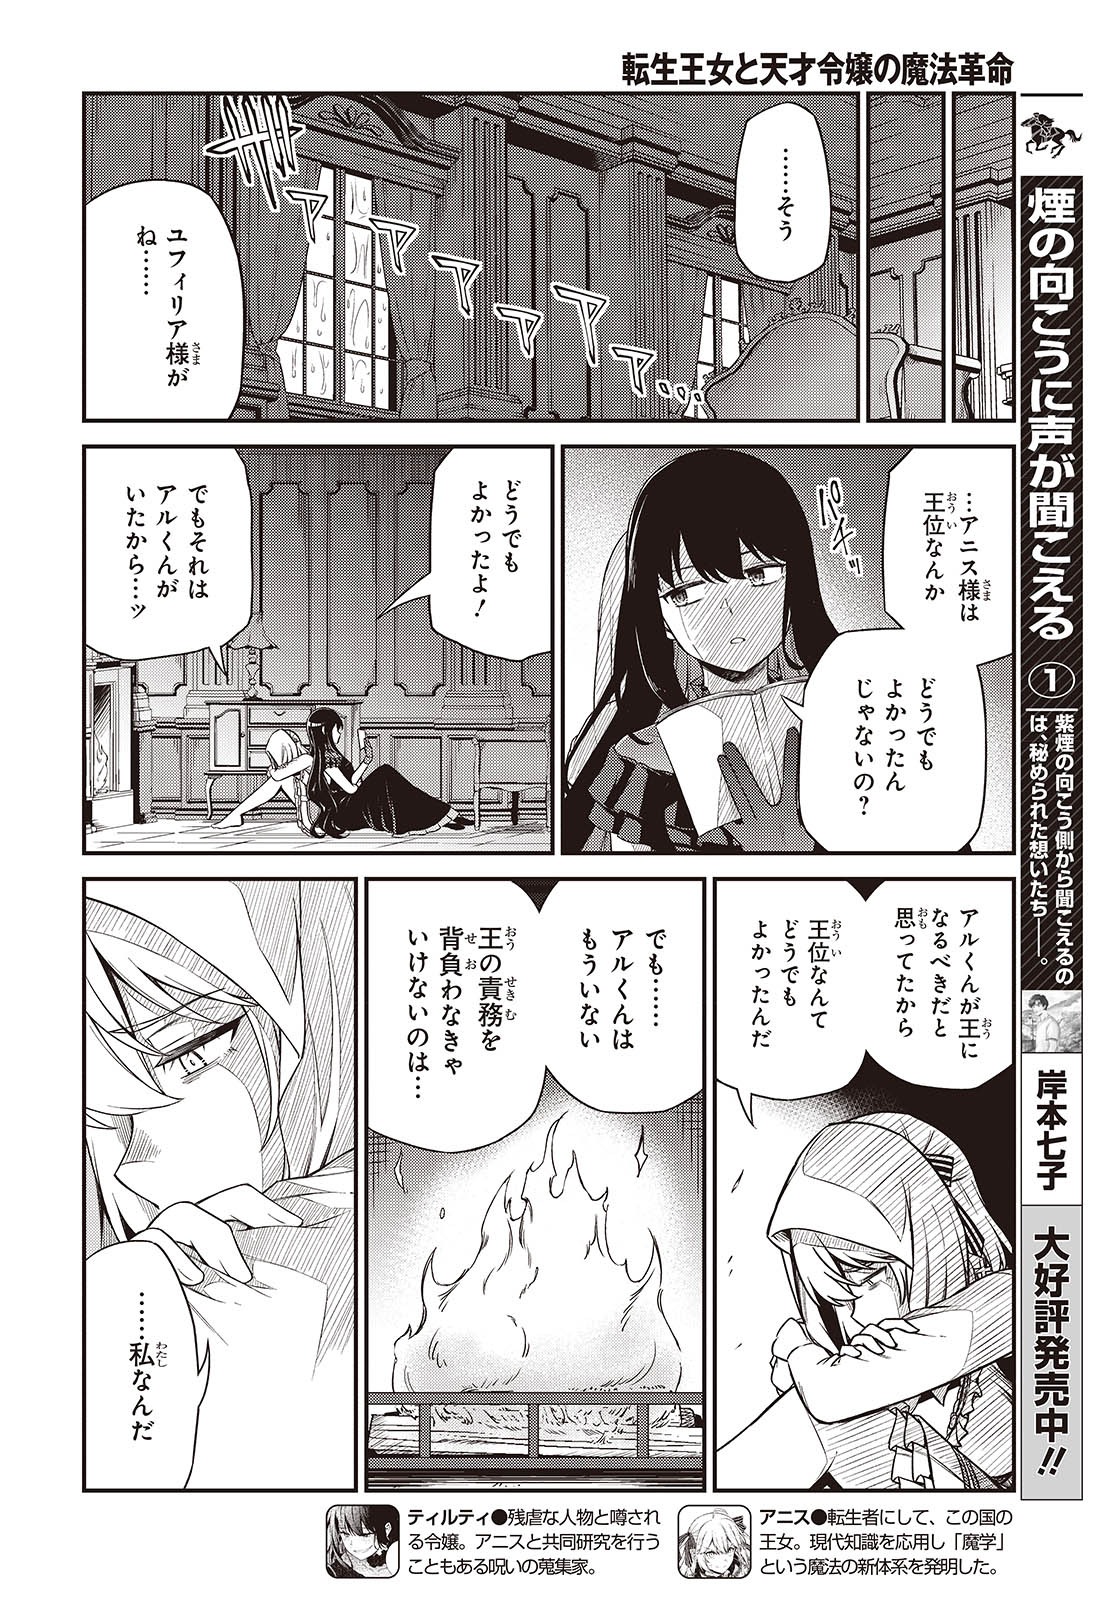 転生王女と天才令嬢の魔法革命
……そう
ザアアアアア…
ユフィリア様が
ね……
…アニス様は
王位なんか
どうでも
よかったん
じゃないの？
パチッ
どうでも
よかったよ！
でもそれは
アルくんが
いたから…ッ
アルくんが王に
なるべきだと
思ってたから
王位なんて
どうでも
よかったんだ
でも……
アルくんは
もういない
王の責務を
背負わなきゃ
いけないのは…
……私なんだ
煙の向こうに声が聞こえる ①
紫煙の向こう側から聞こえるの
は、秘められた想いたち――。
岸本七子
大好評発売中!!
アニス●転生者にして、この国の
王女。現代知識を応用し「魔学」
という魔法の新体系を発明した。
ティルティ●残虐な人物と噂され
る令嬢。アニスと共同研究を行う
こともある呪いの蒐集家。